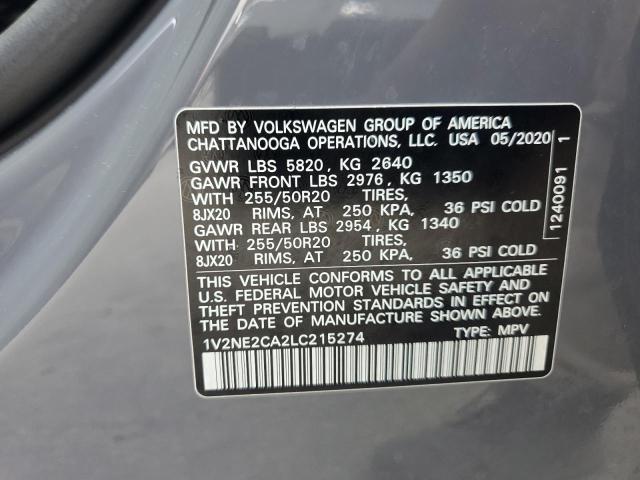 MFD BY VOLKSWAGEN GROUP OF AMERICA
CHATTANOOGA OPERATIONS, LLC. USA 05/2020
GVWR LBS 5820, KG 2640
GAWR FRONT LBS 2976, KG 1350
WITH 255/50R20 TIRES,
8JX20 RIMS, AT 250 KPA, 36 PSI COLD
GAWR REAR LBS 2954, KG 1340
WITH 255/50R20 TIRES,
8JX20 RIMS, AT 250 KPA, 36 PSI COLD
THIS VEHICLE CONFORMS TO ALL APPLICABLE
U.S. FEDERAL MOTOR VEHICLE SAFETY AND
THEFT PREVENTION STANDARDS IN EFFECT ON
THE DATE OF MANUFACTURE SHOWN ABOVE.
1V2NE2CA2LC215274 TYPE: MPV
1240091 1